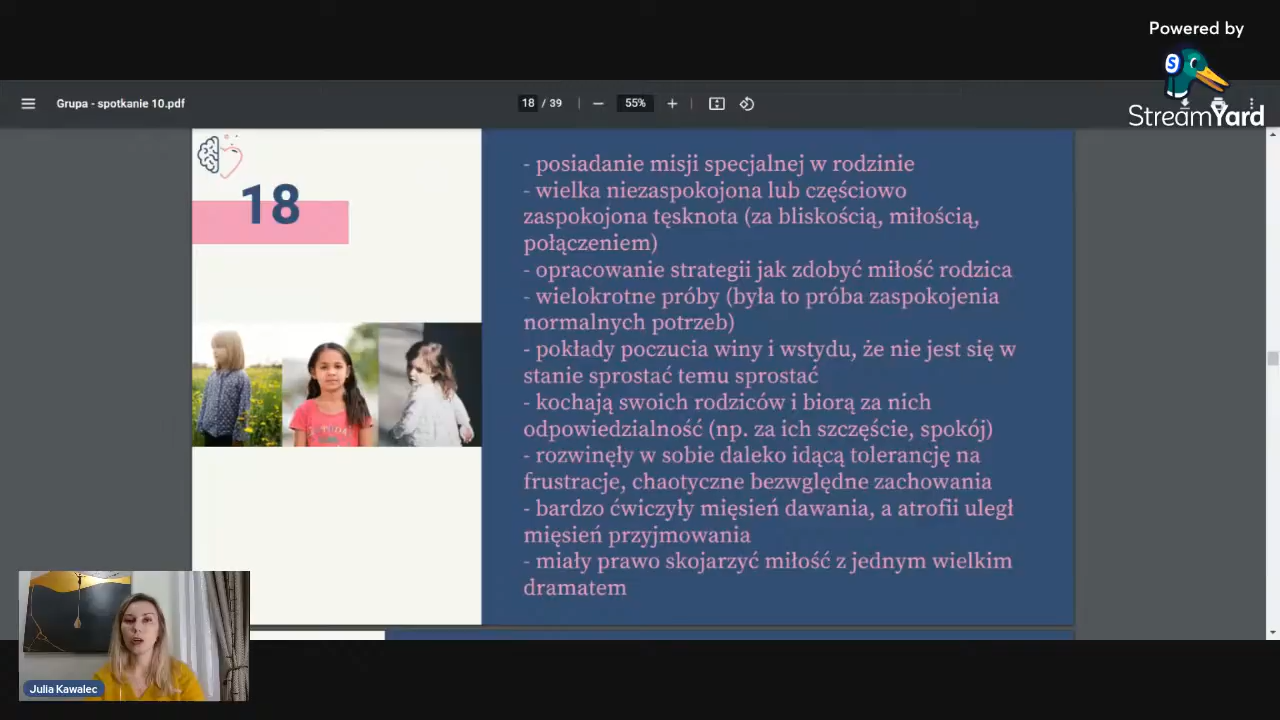 Powered by
StreamYard
Grupa - spotkanie 10.pdf
18 / 39
55%
18
- posiadanie misji specjalnej w rodzinie
- wielka niezaspokojona lub częściowo
zaspokojona tęsknota (za bliskością, miłością,
połączeniem)
- opracowanie strategii jak zdobyć miłość rodzica
- wielokrotne próby (była to próba zaspokojenia
normalnych potrzeb)
- pokłady poczucia winy i wstydu, że nie jest się w
stanie sprostać temu sprostać
- kochają swoich rodziców i biorą za nich
odpowiedzialność (np. za ich szczęście, spokój)
- rozwinęły w sobie daleko idącą tolerancję na
frustracje, chaotyczne bezwględne zachowania
- bardzo ćwiczyły mięsień dawania, a atrofii uległ
mięsień przyjmowania
- miały prawo skojarzyć miłość z jednym wielkim
dramatem
Julia Kawalec